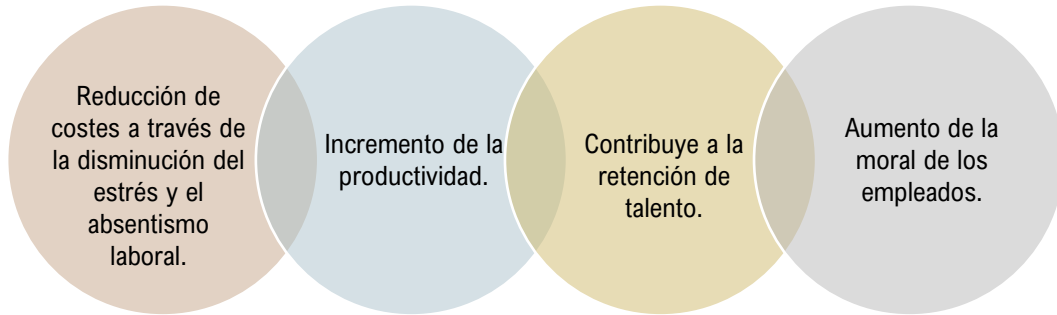 Reducción de
costes a través de
la disminución del
estrés y el
absentismo
laboral.
Incremento de la
productividad.
Contribuye a la
retención de
talento.
Aumento de la
moral de los
empleados.